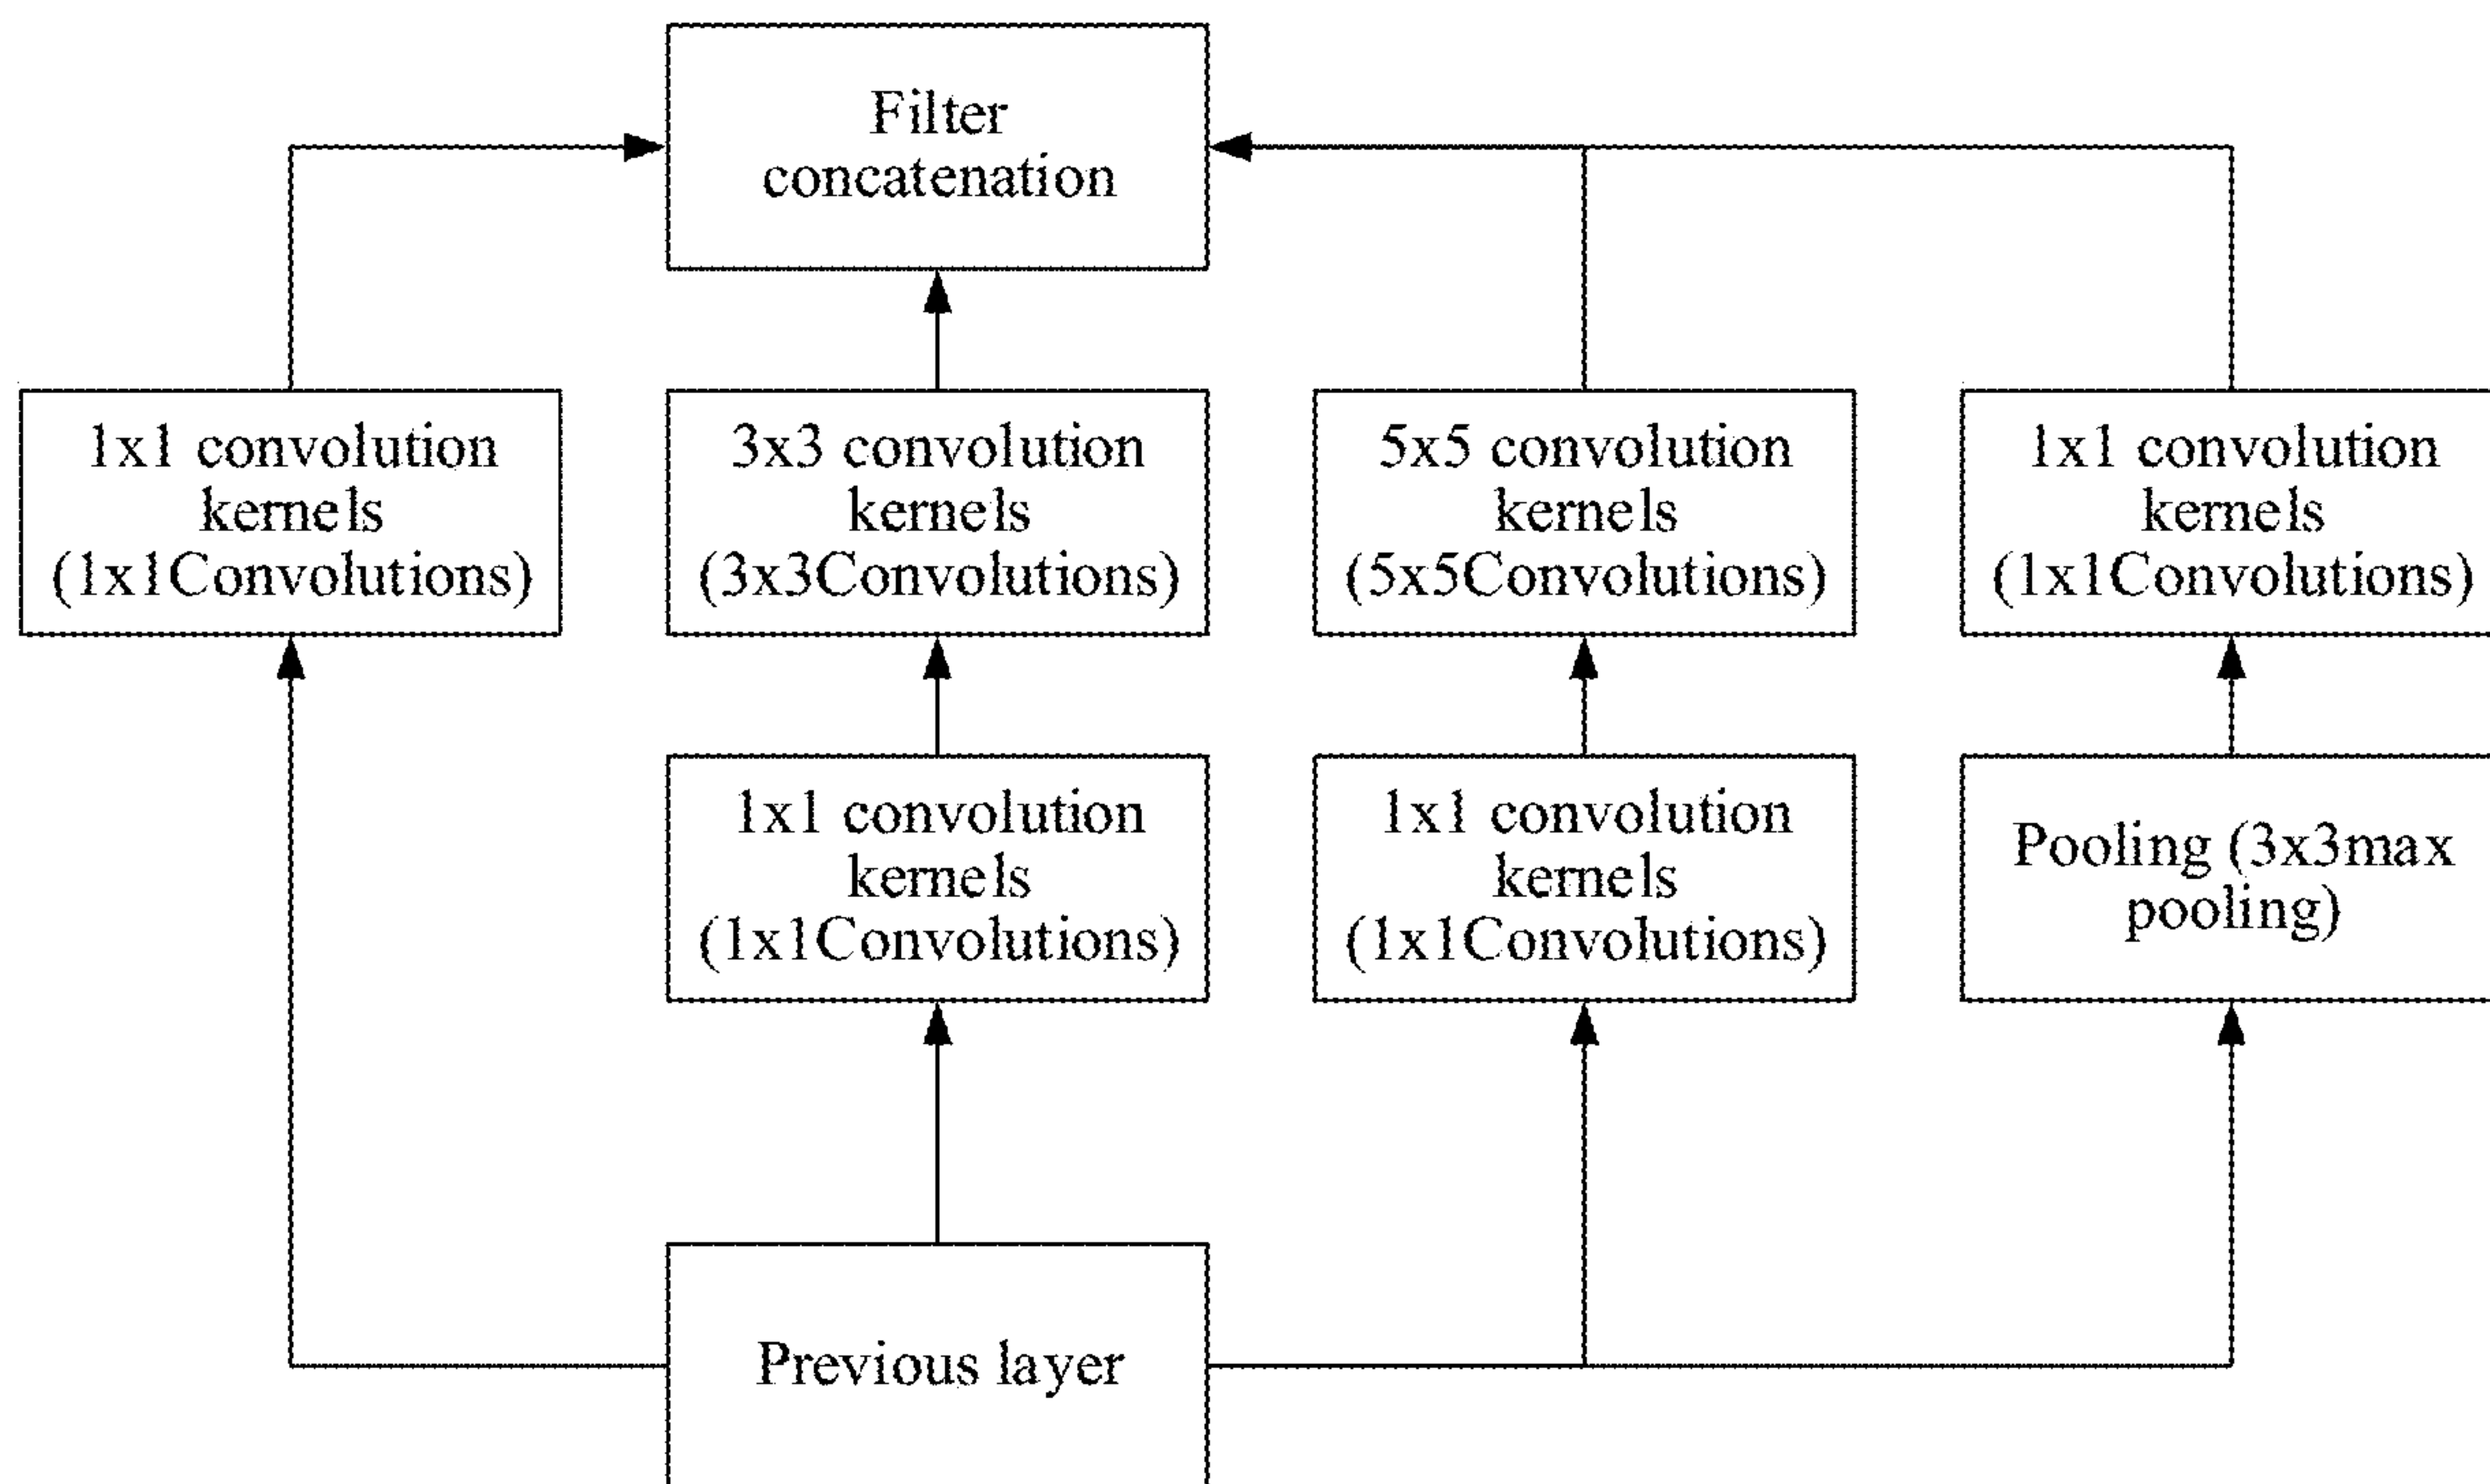 Filter
concatenation
1x1 convolution
kernels
(1x1Convolutions)
3x3 convolution
kernels
(3x3Convolutions)
5x5 convolution
kernels
(5x5Convolutions)
1x1 convolution
kernels
(1x1Convolutions)
1x1 convolution
kernels
(1x1Convolutions)
1x1 convolution
kernels
(1x1Convolutions)
Pooling (3x3max
pooling)
Previous layer